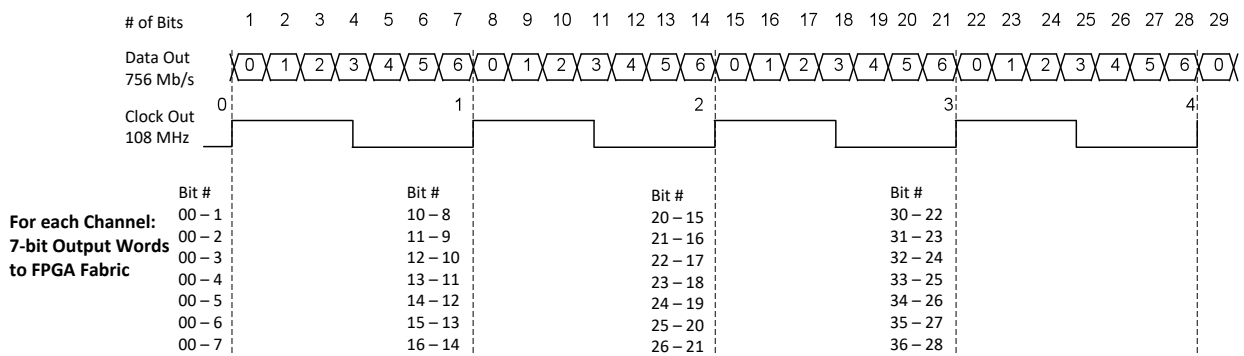 # of Bits 1 2 3 4 5 6 7 8 9 10 11 12 13 14 15 16 17 18 19 20 21 22 23 24 25 26 27 28 29
Data Out
756 Mb/s
0 1 2 3 4 5 6 0 1 2 3 4 5 6 0 1 2 3 4 5 6 0 1 2 3 4 5 6 0
0 1 2 3 4
Clock Out
108 MHz
For each Channel:
7-bit Output Words
to FPGA Fabric
Bit #
00 – 1
00 – 2
00 – 3
00 – 4
00 – 5
00 – 6
00 – 7
Bit #
10 – 8
11 – 9
12 – 10
13 – 11
14 – 12
15 – 13
16 – 14
Bit #
20 – 15
21 – 16
22 – 17
23 – 18
24 – 19
25 – 20
26 – 21
Bit #
30 – 22
31 – 23
32 – 24
33 – 25
34 – 26
35 – 27
36 – 28